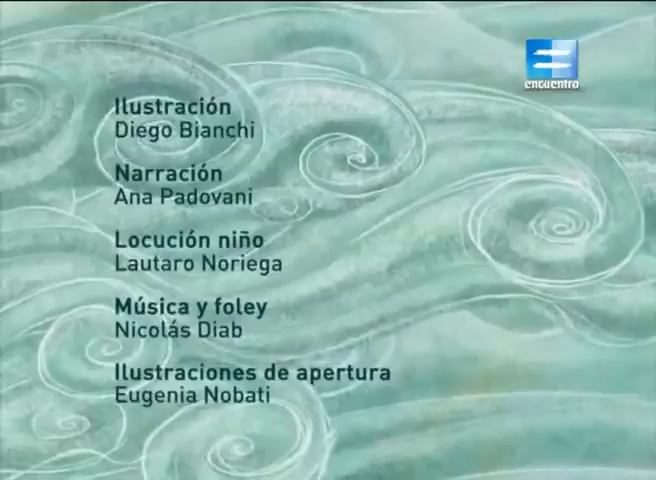 encuentro
Ilustración
Diego Bianchi
Narración
Ana Padovani
Locución niño
Lautaro Noriega
Música y foley
Nicolás Diab
Ilustraciones de apertura
Eugenia Nobati